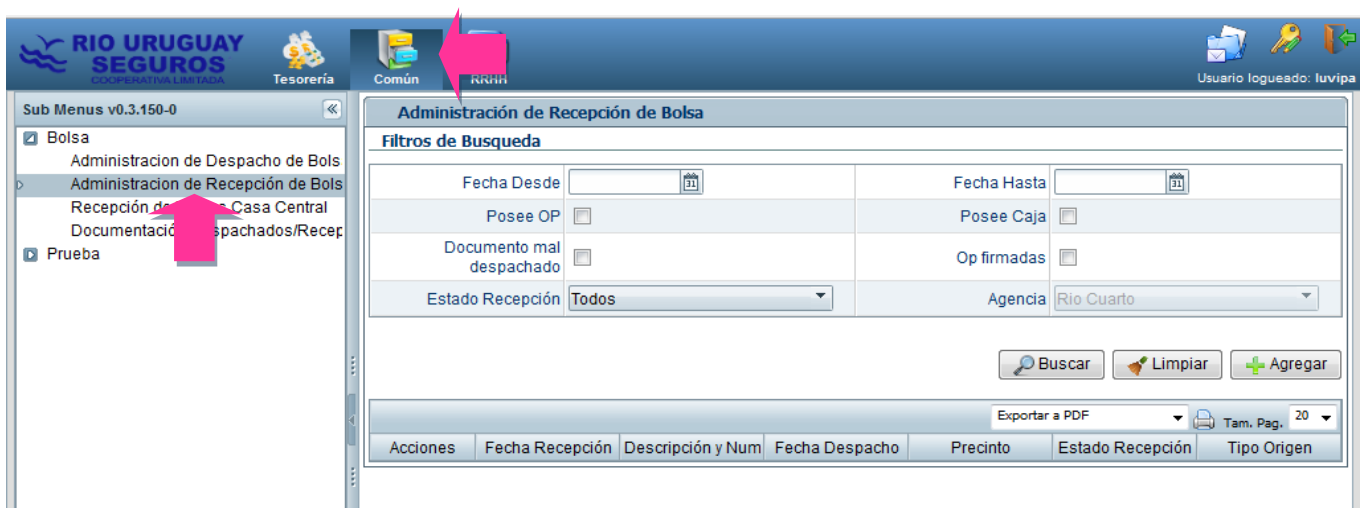 RIO URUGUAY
SEGUROS
COOPERATIVA LIMITADA
Tesorería
Común
RRHH
Usuario logueado: luvipa
Sub Menus v0.3.150-0
Bolsa
Administracion de Despacho de Bols
Administracion de Recepción de Bols
Recepción de Casa Central
Documentació spachados/Recep
Prueba
Administración de Recepción de Bolsa
Filtros de Busqueda
Fecha Desde 31 Fecha Hasta 31
Posee OP Posee Caja
Documento mal
despachado Op firmadas
Estado Recepción Todos Agencia Rio Cuarto
Buscar Limpiar Agregar
Exportar a PDF Tam. Pag. 20
Acciones Fecha Recepción Descripción y Num Fecha Despacho Precinto Estado Recepción Tipo Origen